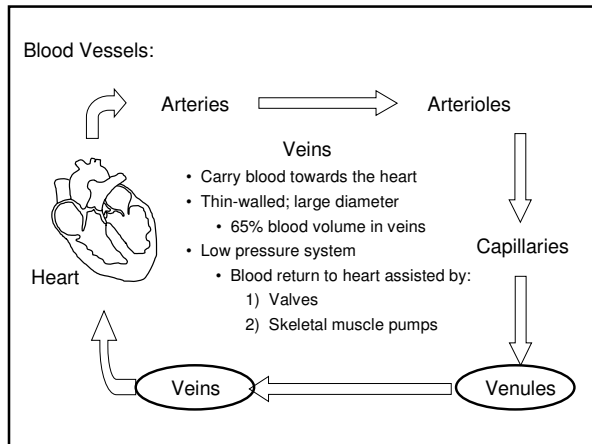 Blood Vessels:
Arteries
Arterioles
Veins
• Carry blood towards the heart
• Thin-walled; large diameter
• 65% blood volume in veins
• Low pressure system
• Blood return to heart assisted by:
1) Valves
2) Skeletal muscle pumps
Capillaries
Heart
Veins
Venules